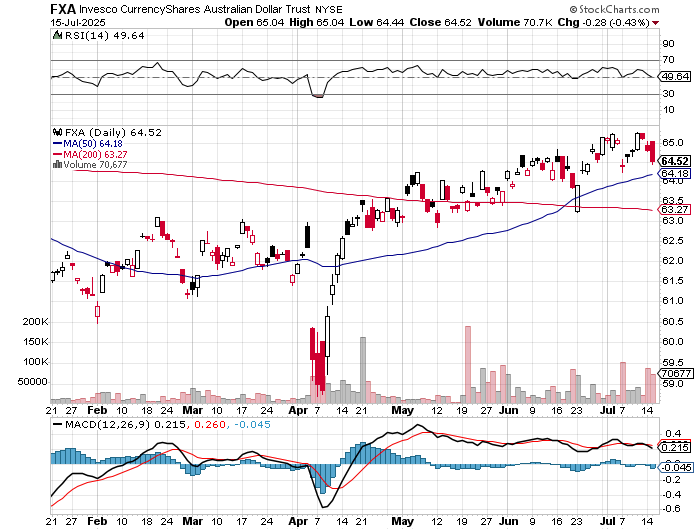 FXA Invesco CurrencyShares Australian Dollar Trust NYSE
© StockCharts.com
15-Jul-2025
Open 65.04 High 65.04 Low 64.44 Close 64.52 Volume 70.7K Chg -0.28 (-0.43%)
RSI(14) 49.64
90
70
49.64
30
10
FXA (Daily) 64.52
MA(50) 64.18
MA(200) 63.27
Volume 70,677
65.0
64.52
64.18
64.0
63.5
63.27
63.0
62.5
62.0
61.5
61.0
60.5
60.0
59.5
59.0
200K
150K
100K
50000
70677
21 27 Feb 10 18 24 Mar 10 17 24 Apr 7 14 21 May 12 19 27 Jun 9 16 23 Jul 7 14
MACD(12,26,9) 0.215, 0.260, -0.045
0.4
0.215
-0.045
-0.2
-0.4
-0.6
21 27 Feb 10 18 24 Mar 10 17 24 Apr 7 14 21 May 12 19 27 Jun 9 16 23 Jul 7 14